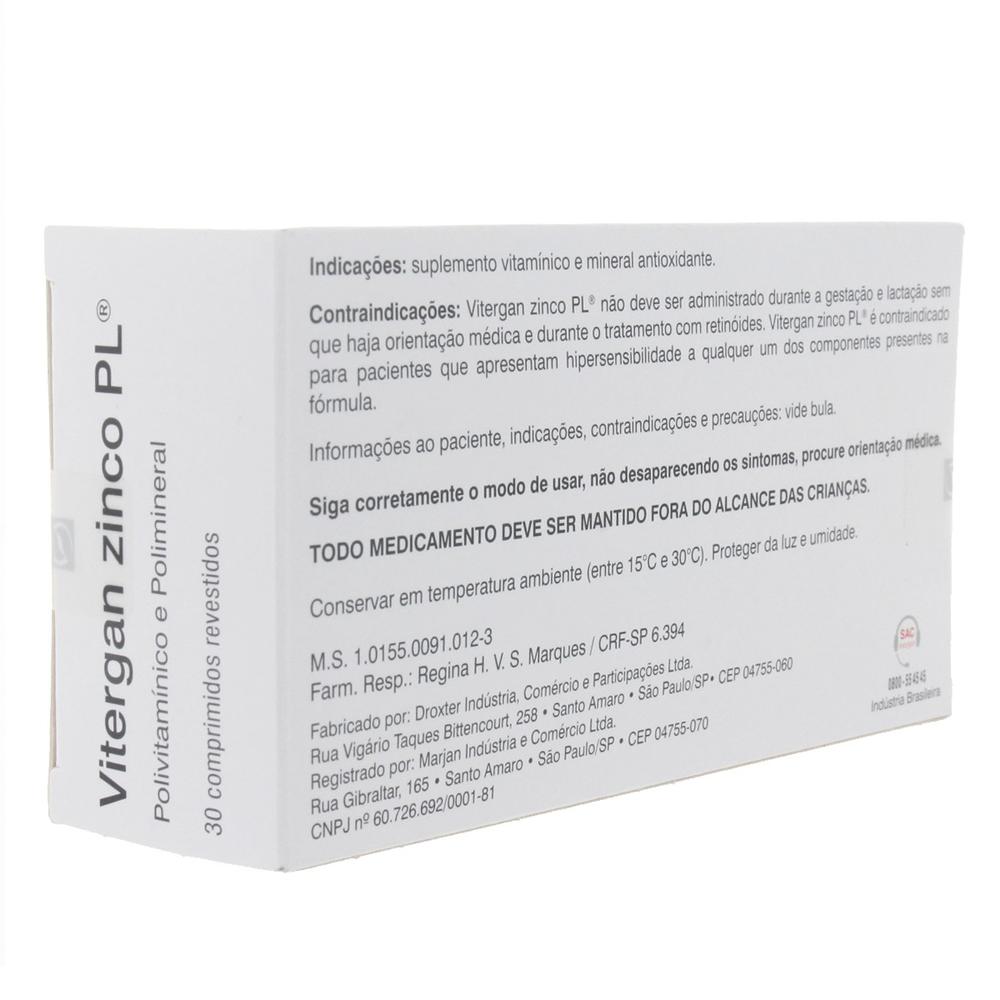 Vitergan zinco PL®
Polivitamínico e Polimineral
30 comprimidos revestidos
Indicações: suplemento vitamínico e mineral antioxidante.
Contraindicações: Vitergan zinco PL® não deve ser administrado durante a gestação e lactação sem
que haja orientação médica e durante o tratamento com retinóides. Vitergan zinco PL® é contraindicado
para pacientes que apresentam hipersensibilidade a qualquer um dos componentes presentes na
fórmula.
Informações ao paciente, indicações, contraindicações e precauções: vide bula.
Siga corretamente o modo de usar, não desaparecendo os sintomas, procure orientação médica.
TODO MEDICAMENTO DEVE SER MANTIDO FORA DO ALCANCE DAS CRIANÇAS.
Conservar em temperatura ambiente (entre 15°C e 30°C). Proteger da luz e umidade.
M.S. 1.0155.0091.012-3
Farm. Resp.: Regina H. V. S. Marques / CRF-SP 6.394
Fabricado por: Droxter Indústria, Comércio e Participações Ltda.
Rua Vigário Taques Bittencourt, 258 • Santo Amaro • São Paulo/SP • CEP 04755-060
Registrado por: Marjan Indústria e Comércio Ltda.
Rua Gibraltar, 165 • Santo Amaro • São Paulo/SP • CEP 04755-070
CNPJ nº 60.726.692/0001-81
SAC
0800-55 45 45
Indústria Brasileira